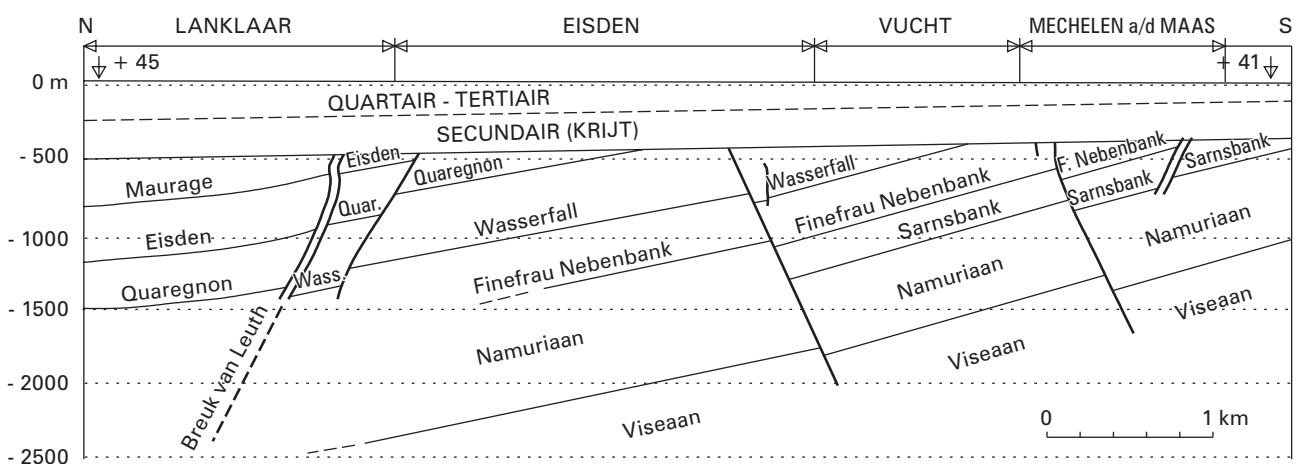 N LANKLAAR EISDEN VUCHT MECHELEN a/d MAAS S
+ 45 + 41
0 m
QUARTAIR - TERTIAIR
SECUNDAIR (KRIJT)
- 500
Eisden
Quaregnon
Wasserfall
F. Nebenbank
Sarnsbank
Maurage
Quar.
Wasserfall
Finefrau Nebenbank
Sarnsbank
Sarnsbank
Namuriaan
- 1000
Eisden
Quaregnon
Wass.
Finefrau Nebenbank
Namuriaan
Viseaan
- 1500
Breuk van Leuth
Namuriaan
Viseaan
- 2000
Viseaan
0 1 km
- 2500